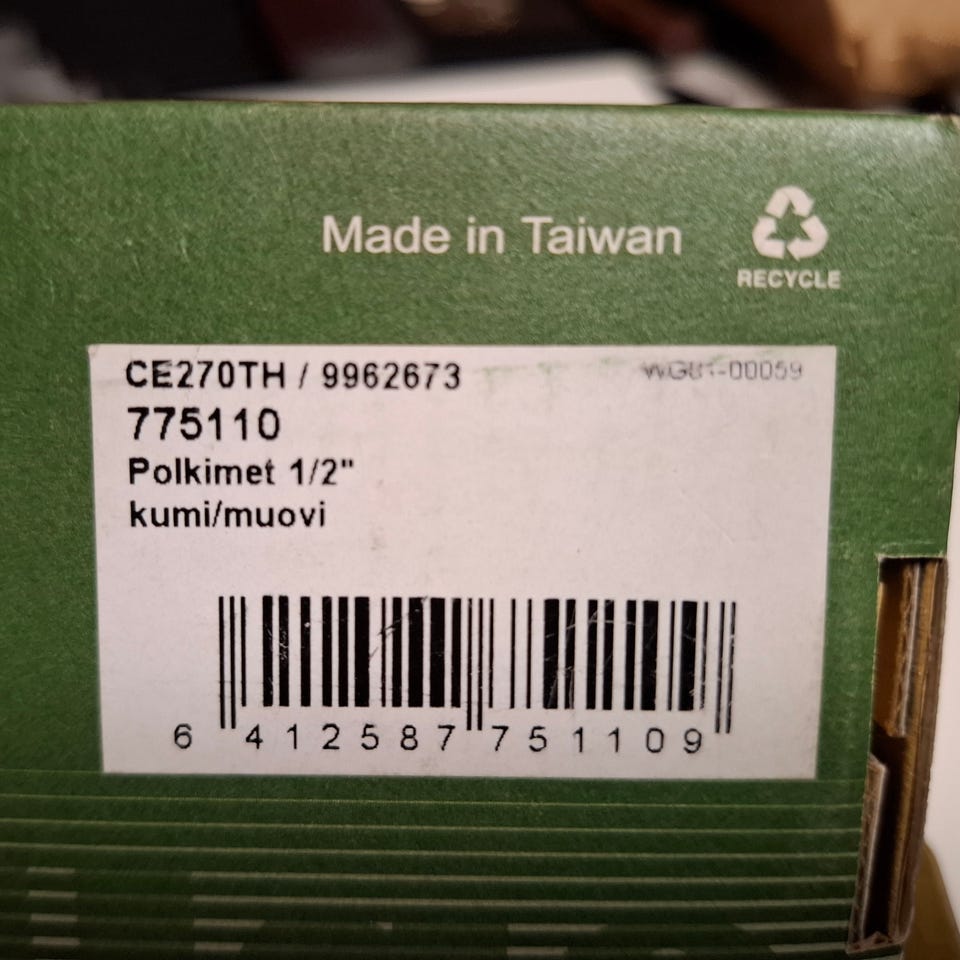 Made in Taiwan
RECYCLE
CE270TH / 9962673
775110
Polkimet 1/2"
kumi/muovi
6 412587 751109